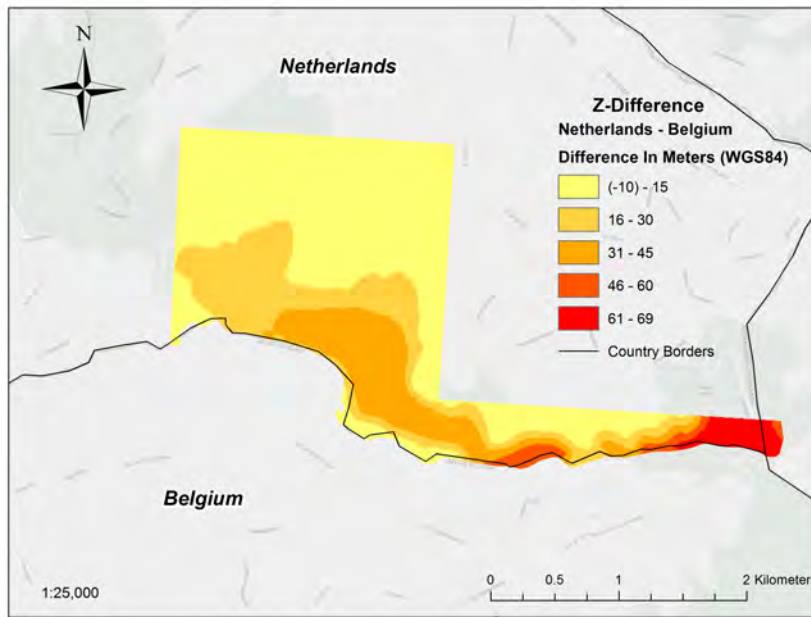 N
Netherlands
Z-Difference
Netherlands - Belgium
Difference In Meters (WGS84)
(-10) - 15
16 - 30
31 - 45
46 - 60
61 - 69
Country Borders
Belgium
1:25,000
0 0.5 1 2 Kilometer